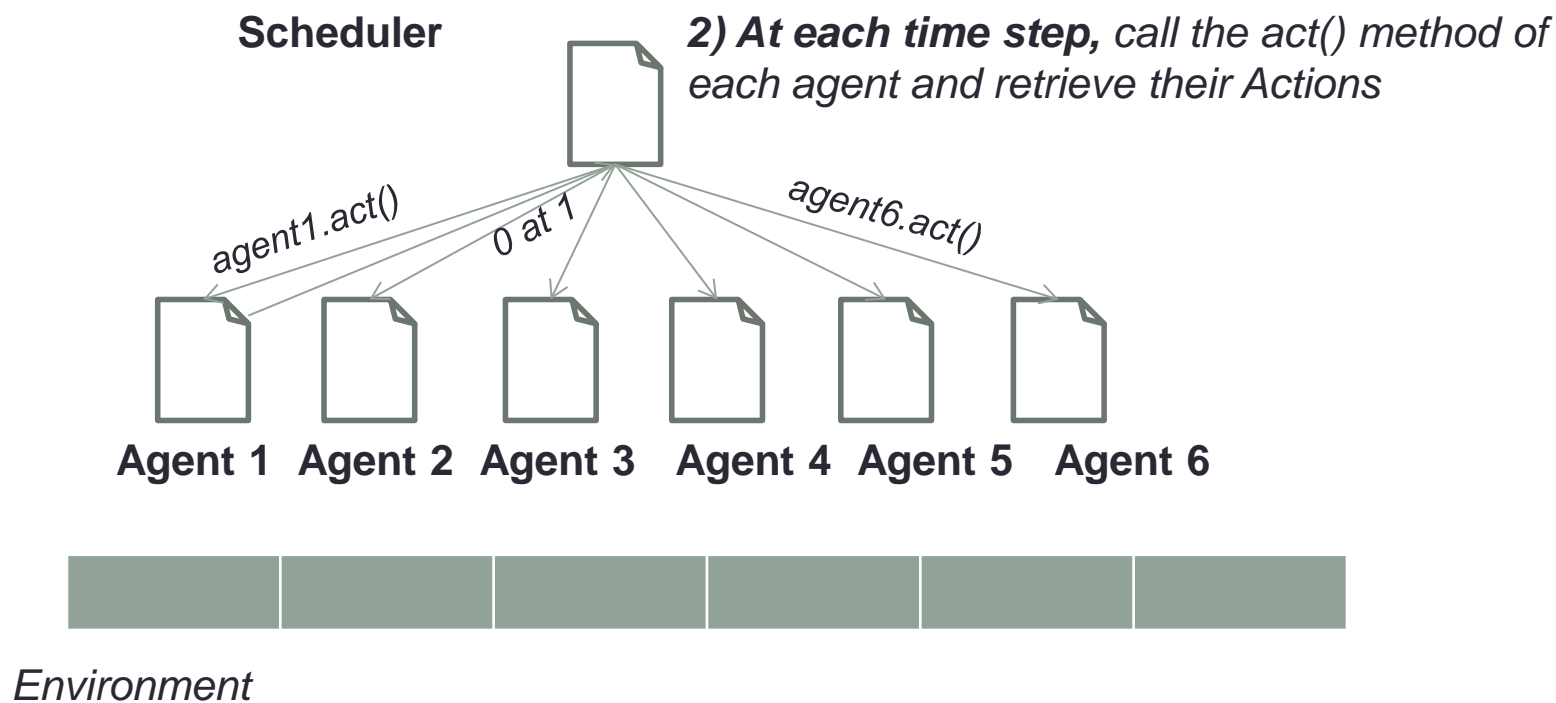 Scheduler
2) At each time step, call the act() method of
each agent and retrieve their Actions
agent1.act()
0 at 1
agent6.act()
Agent 1 Agent 2 Agent 3 Agent 4 Agent 5 Agent 6
Environment